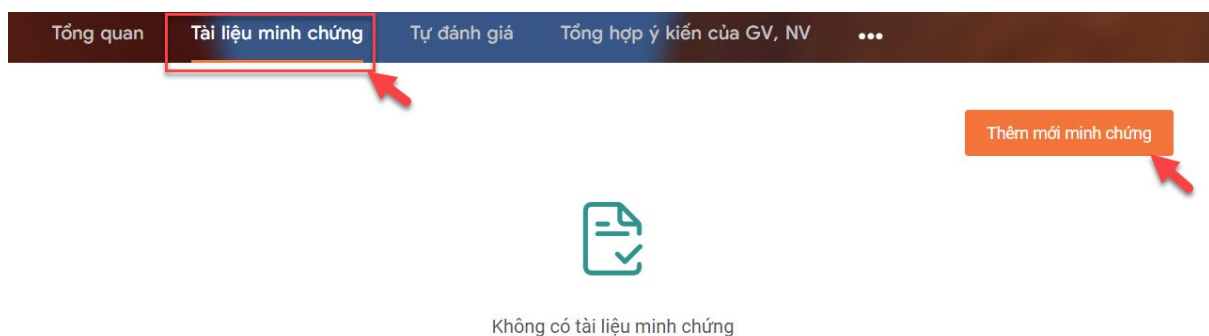 Tổng quan Tài liệu minh chứng Tự đánh giá Tổng hợp ý kiến của GV, NV •••
Thêm mới minh chứng
Không có tài liệu minh chứng